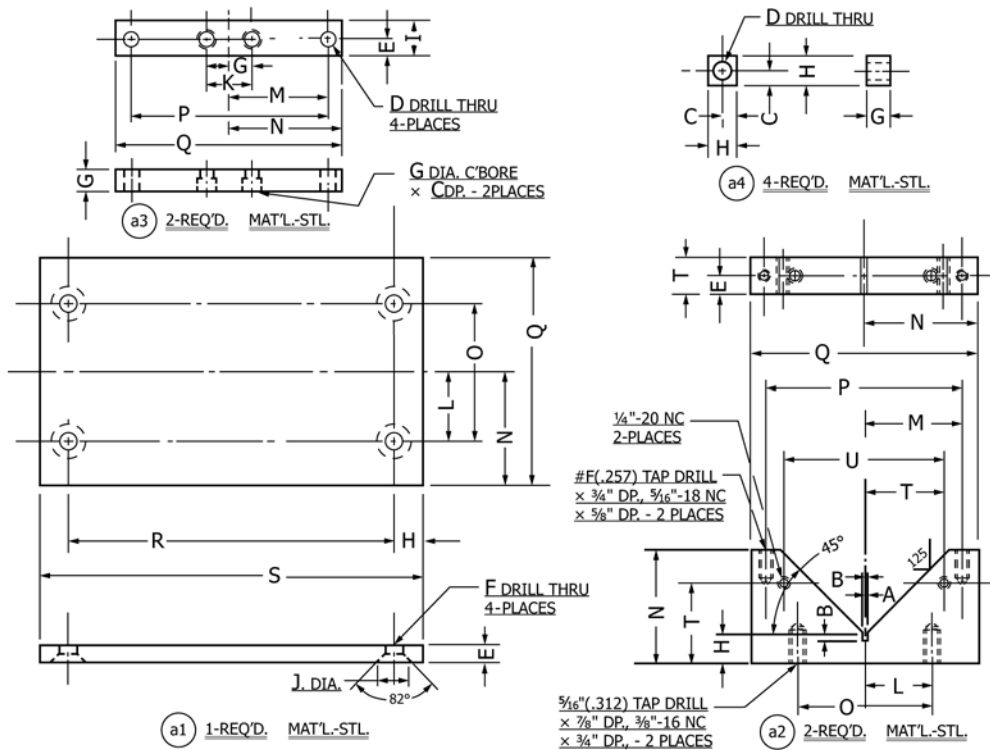 D DRILL THRU
E
I
G
K
M
P
N
Q
D DRILL THRU
4-PLACES
G
G DIA. C'BORE
× CDP. - 2PLACES
a3 2-REQ'D. MAT'L.-STL.
H
C
C
H
G
a4 4-REQ'D. MAT'L.-STL.
O
Q
L
N
R
H
S
F DRILL THRU
4-PLACES
E
J. DIA.
82°
a1 1-REQ'D. MAT'L.-STL.
T
E
N
Q
P
M
¼"-20 NC
2-PLACES
U
T
#F(.257) TAP DRILL
× ¾" DP., ⁵⁄₁₆"-18 NC
× ⅝" DP. - 2 PLACES
45°
125
B
A
B
N
T
H
L
O
⁵⁄₁₆"(.312) TAP DRILL
× ⅞" DP., ⅜"-16 NC
× ¾" DP., - 2 PLACES
a2 2-REQ'D. MAT'L.-STL.